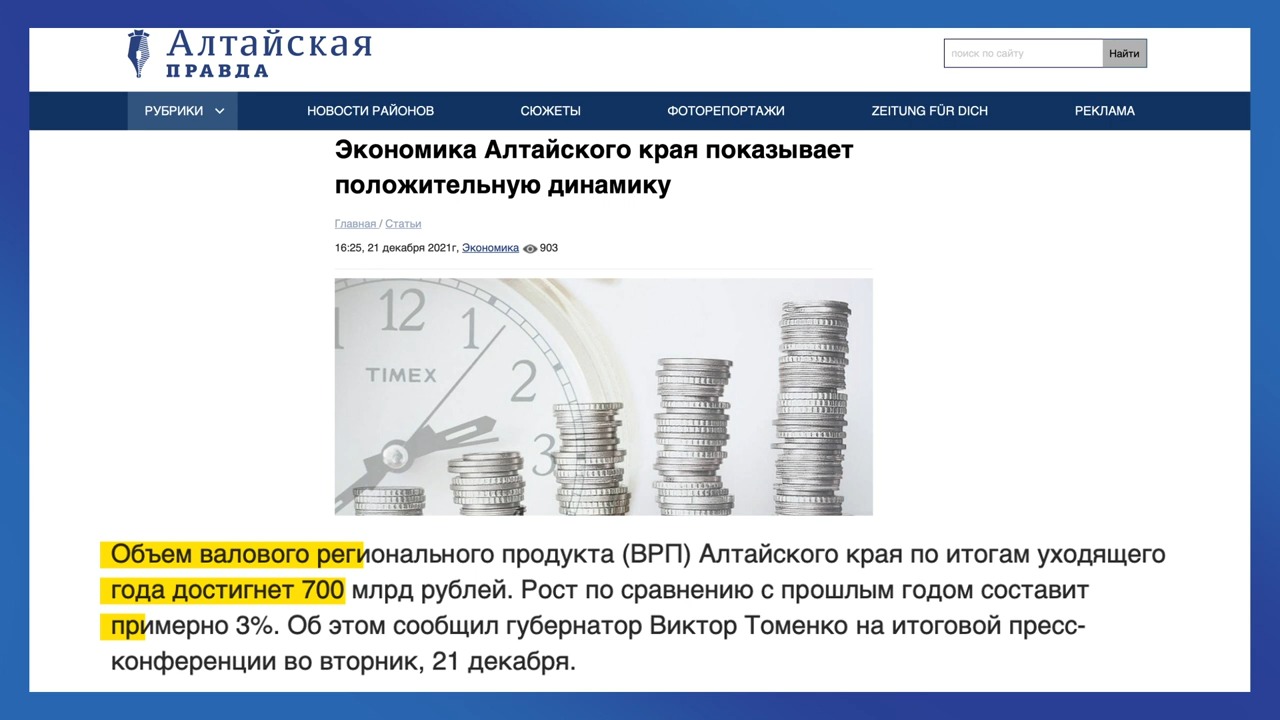 Алтайская
ПРАВДА
поиск по сайту
Найти
РУБРИКИ
НОВОСТИ РАЙОНОВ
СЮЖЕТЫ
ФОТОРЕПОРТАЖИ
ZEITUNG FÜR DICH
РЕКЛАМА
Экономика Алтайского края показывает
положительную динамику
Главная / Статьи
16:25, 21 декабря 2021г, Экономика 903
12
1
TIMEX
2
3
Объем валового регионального продукта (ВРП) Алтайского края по итогам уходящего
года достигнет 700 млрд рублей. Рост по сравнению с прошлым годом составит
примерно 3%. Об этом сообщил губернатор Виктор Томенко на итоговой пресс-
конференции во вторник, 21 декабря.